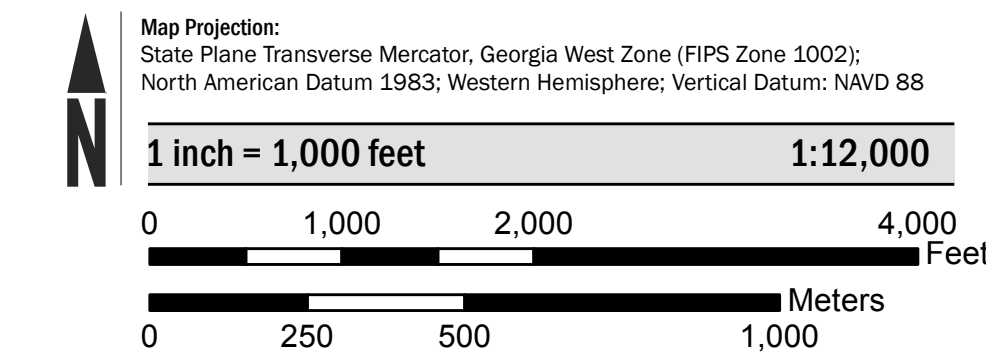 N
Map Projection:
State Plane Transverse Mercator, Georgia West Zone (FIPS Zone 1002);
North American Datum 1983; Western Hemisphere; Vertical Datum: NAVD 88
1 inch = 1,000 feet 1:12,000
0 1,000 2,000 4,000
Feet
Meters
0 250 500 1,000